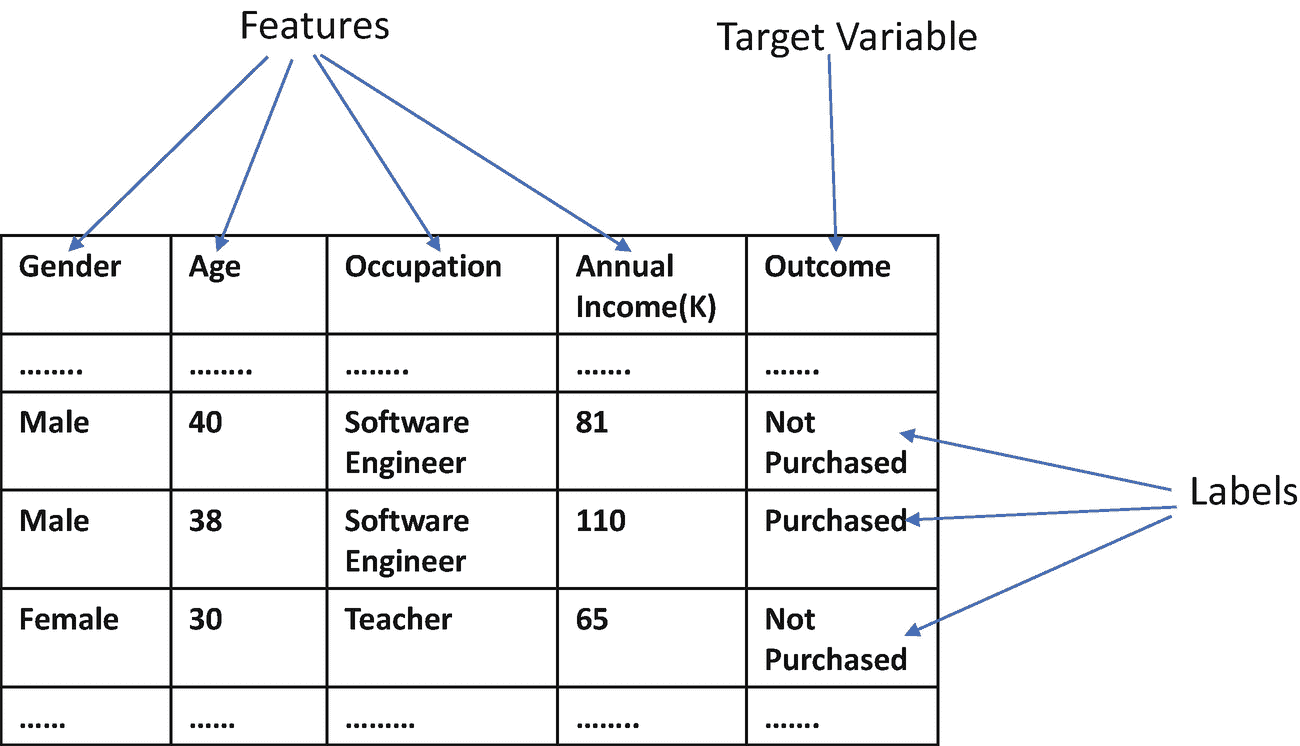 Features
Target Variable
Gender Age Occupation Annual Income(K) Outcome
…….. …….. …….. ……. …….
Male 40 Software Engineer 81 Not Purchased
Male 38 Software Engineer 110 Purchased
Female 30 Teacher 65 Not Purchased
…… …… ……… …….. …….
Labels